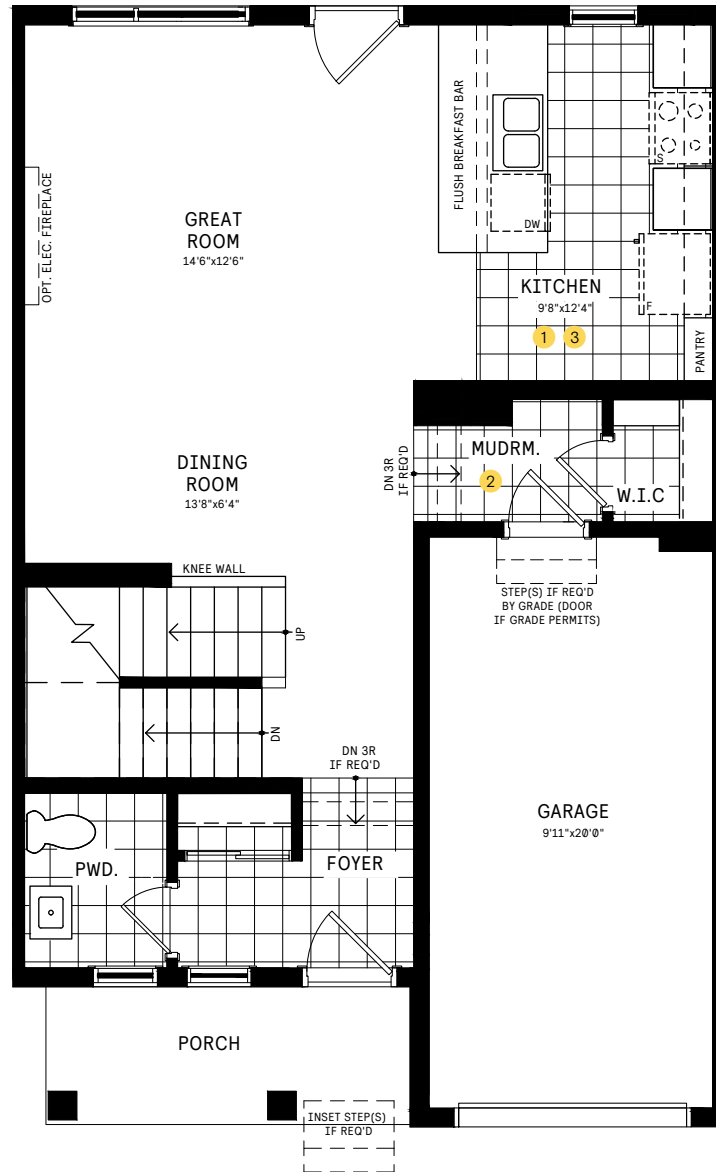 FLUSH BREAKFAST BAR
S
DW
OPT. ELEC. FIREPLACE
GREAT
ROOM
14'6"x12'6"
KITCHEN
9'8"x12'4"
F
1 3
PANTRY
MUDRM.
2
DN 3R
IF REQ'D
W.I.C
DINING
ROOM
13'8"x6'4"
KNEE WALL
STEP(S) IF REQ'D
BY GRADE (DOOR
IF GRADE PERMITS)
UP
DN
DN 3R
IF REQ'D
GARAGE
9'11"x20'0"
PWD.
FOYER
PORCH
INSET STEP(S)
IF REQ'D